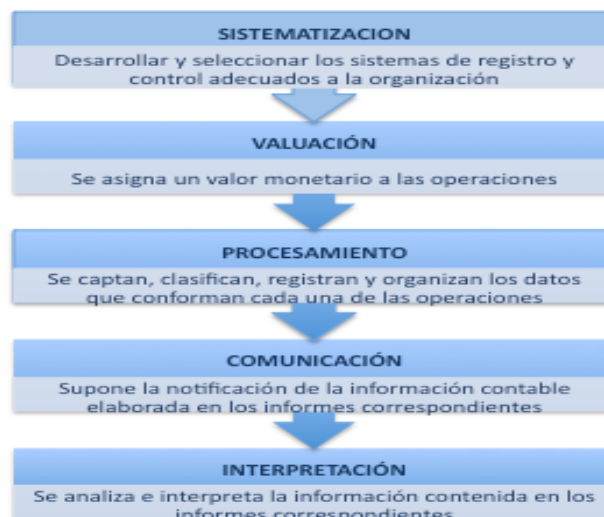 SISTEMATIZACION
Desarrollar y seleccionar los sistemas de registro y
control adecuados a la organización
VALUACIÓN
Se asigna un valor monetario a las operaciones
PROCESAMIENTO
Se captan, clasifican, registran y organizan los datos
que conforman cada una de las operaciones
COMUNICACIÓN
Supone la notificación de la información contable
elaborada en los informes correspondientes
INTERPRETACIÓN
Se analiza e interpreta la información contenida en los
informes correspondientes